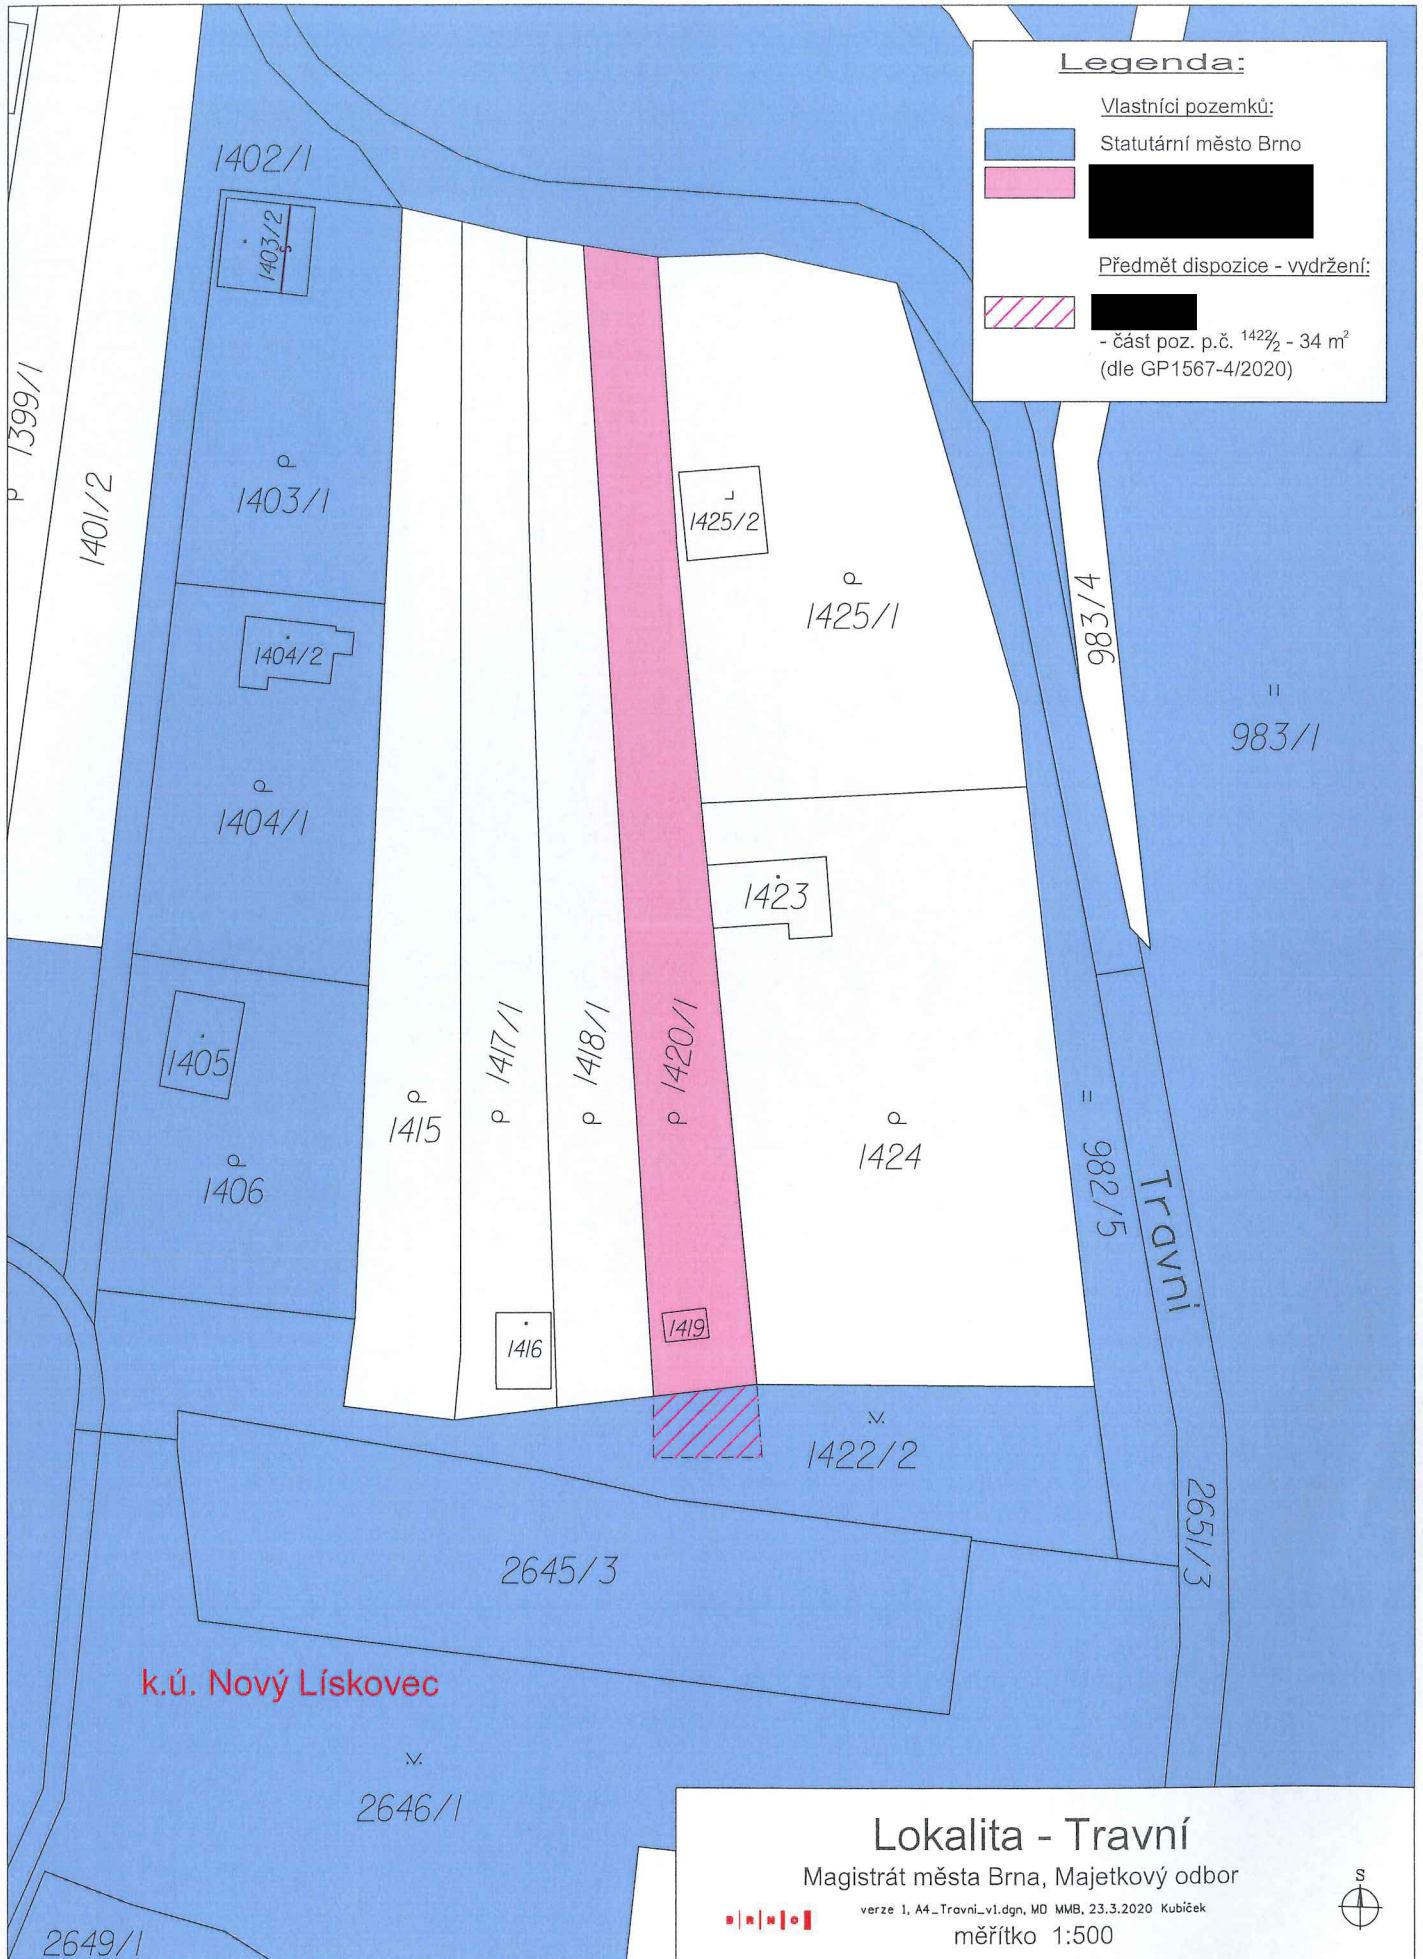 Legenda:
Vlastníci pozemků:
Statutární město Brno
Předmět dispozice - vydržení:
- část poz. p.č. 1422/2 - 34 m²
(dle GP1567-4/2020)
1402/1
1403/2
S
P 1399/1
1401/2
P
1403/1
1404/2
P
1404/1
1405
P
1406
P
1415
P 1417/1
P 1418/1
P 1420/1
1416
1419
1425/2
P
1425/1
1423
P
1424
983/4
II
983/1
= 982/5
Travni
1422/2
2651/3
2645/3
k.ú. Nový Lískovec
2646/1
2649/1
Lokalita - Travní
Magistrát města Brna, Majetkový odbor
verze 1, A4_Travni_v1.dgn, MO MMB, 23.3.2020 Kubíček
měřítko 1:500
B|R|N|O
S